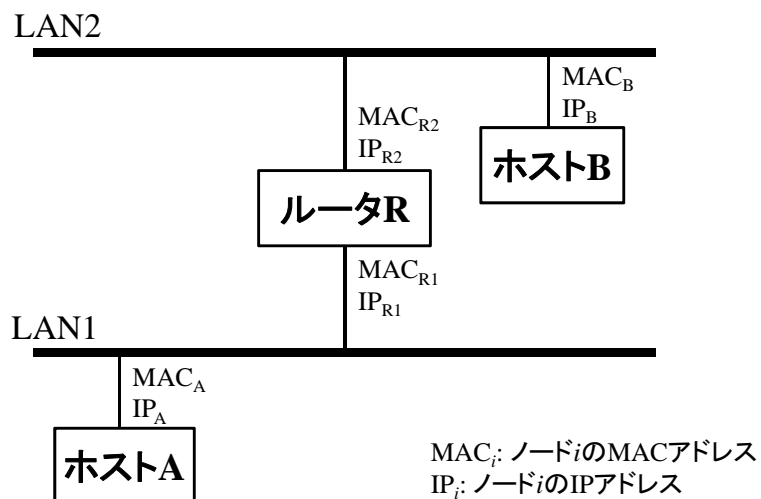 LAN2
MAC_B
IP_B
ホストB
MAC_R2
IP_R2
ルータR
MAC_R1
IP_R1
LAN1
MAC_A
IP_A
ホストA
MAC_i: ノードiのMACアドレス
IP_i: ノードiのIPアドレス